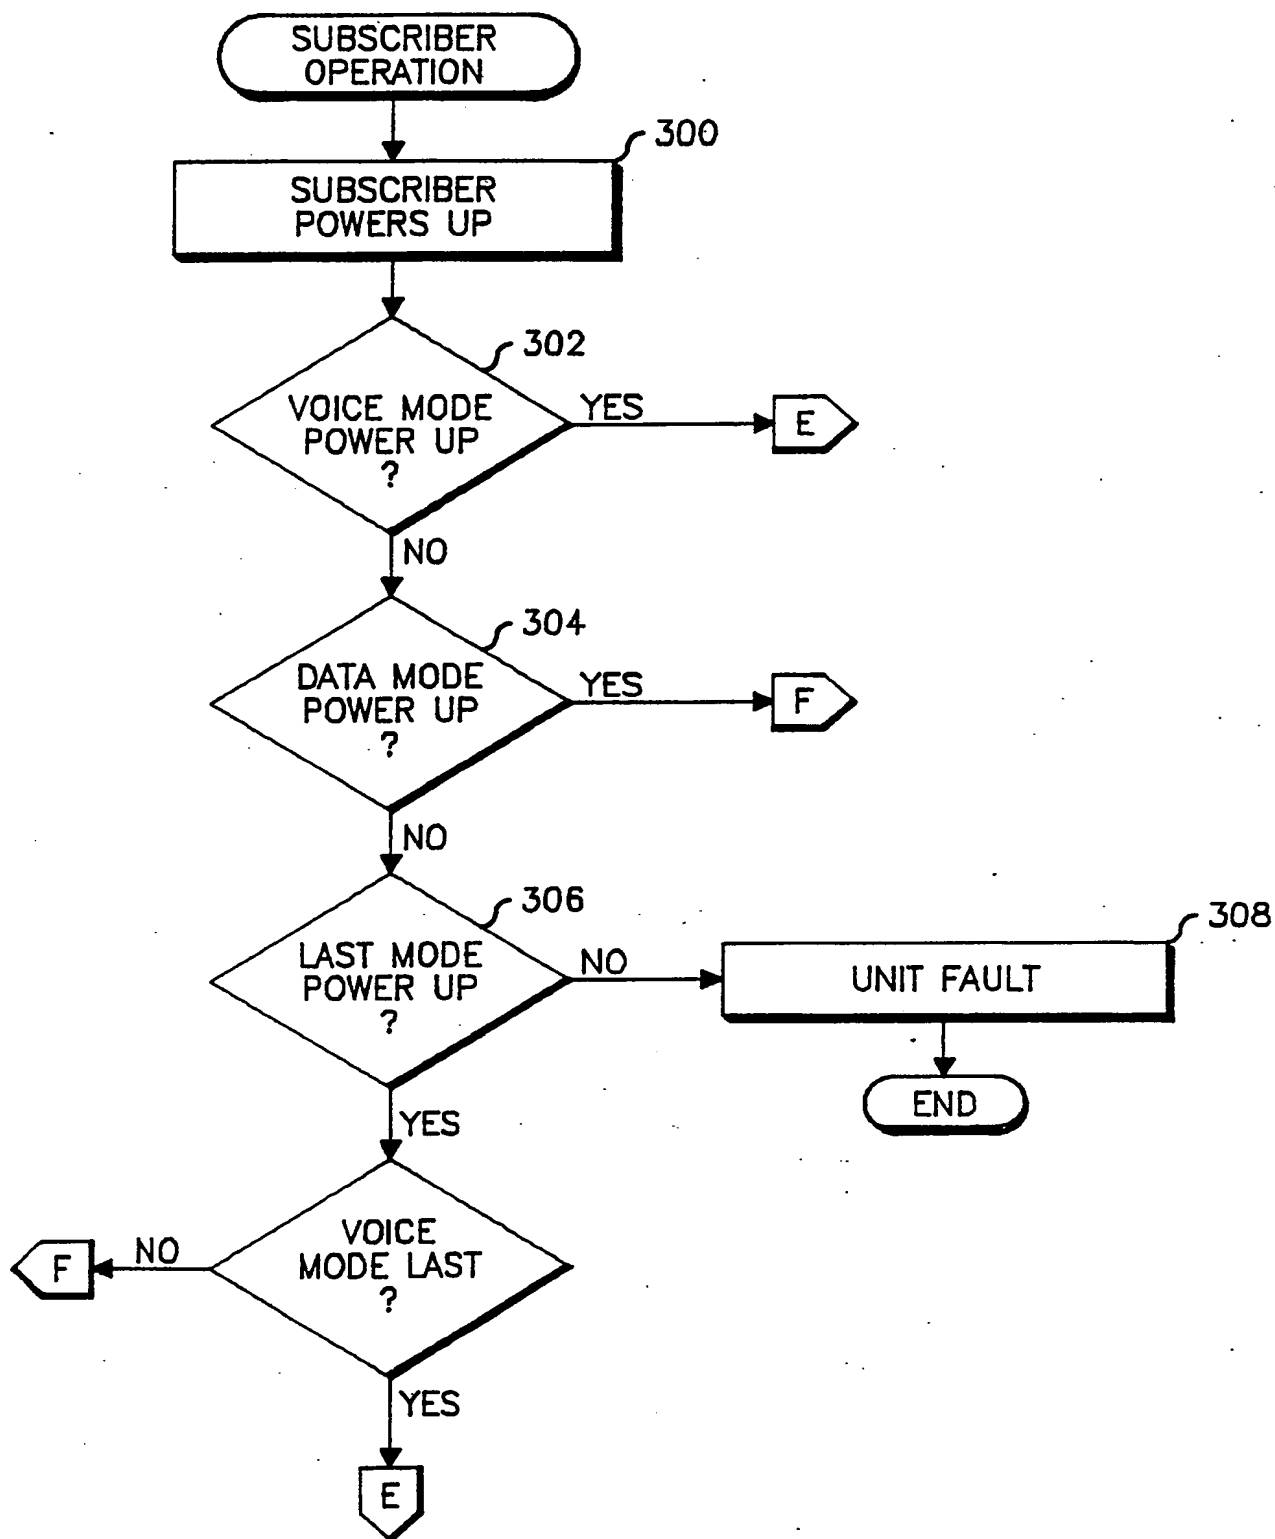 SUBSCRIBER
OPERATION
300
SUBSCRIBER
POWERS UP
302
VOICE MODE
POWER UP
?
YES
E
NO
304
DATA MODE
POWER UP
?
YES
F
NO
306
LAST MODE
POWER UP
?
NO
308
UNIT FAULT
END
YES
VOICE
MODE LAST
?
NO
F
YES
E